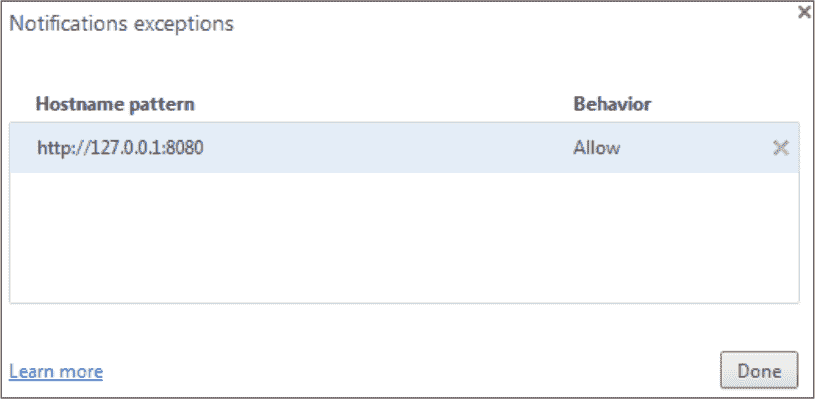 Notifications exceptions
Hostname pattern Behavior
http://127.0.0.1:8080 Allow
Learn more Done